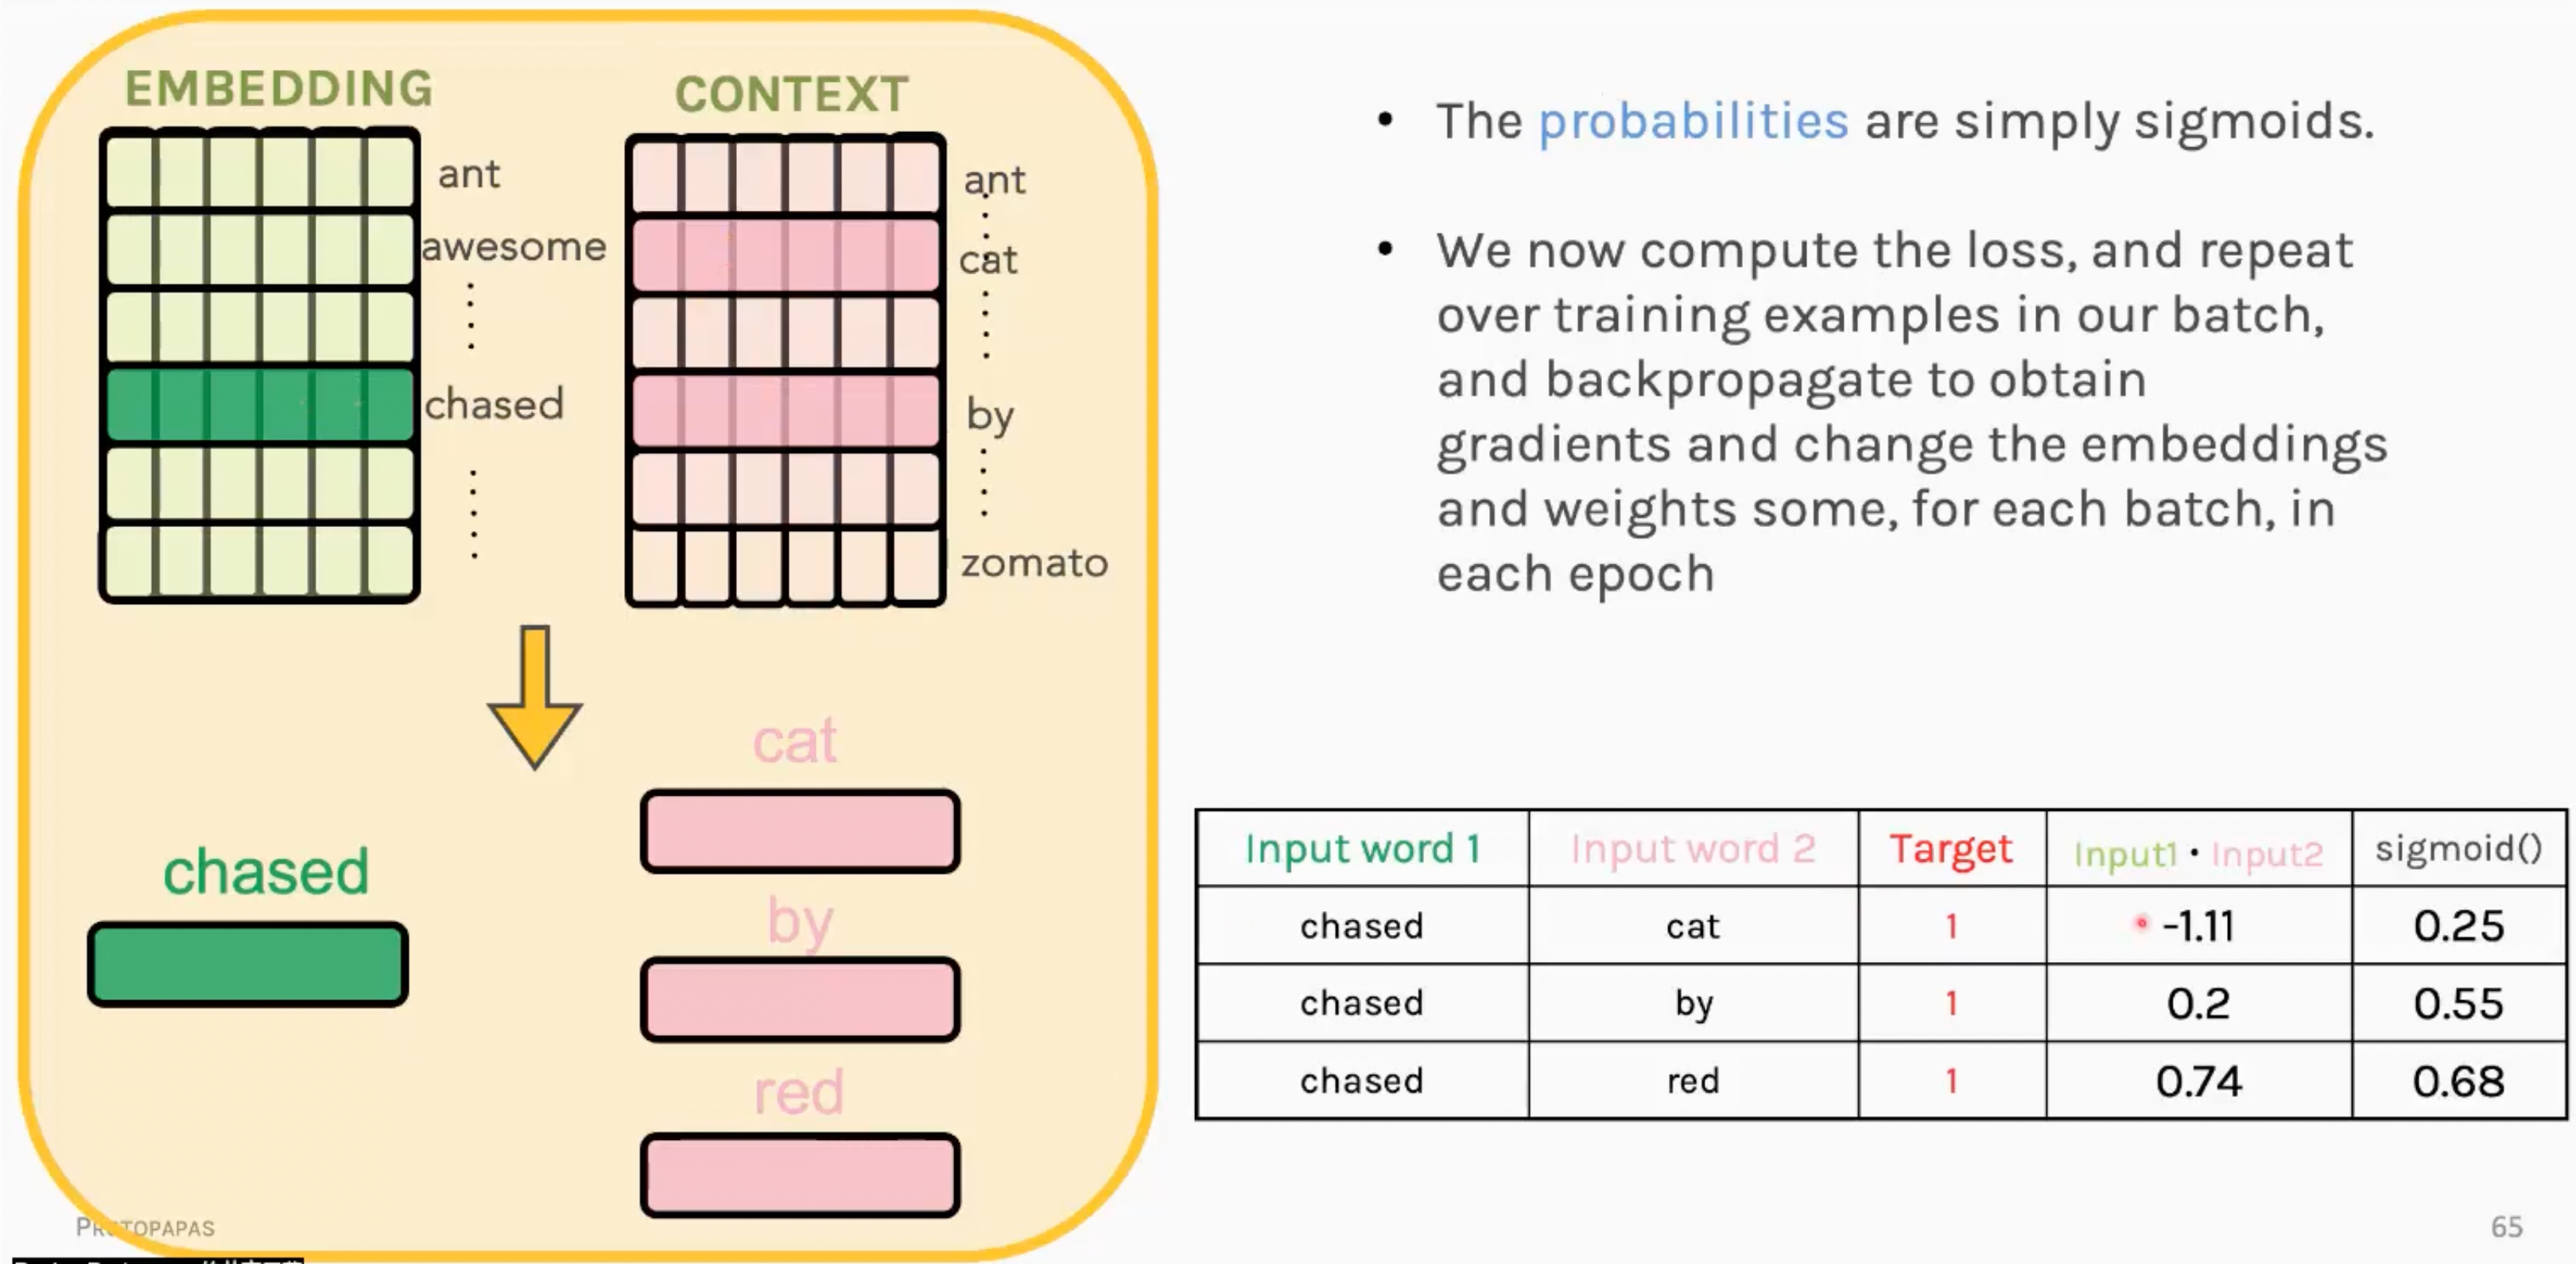 EMBEDDING
ant
awesome
chased
CONTEXT
ant
cat
by
zomato
chased
cat
by
red
• The probabilities are simply sigmoids.
• We now compute the loss, and repeat
over training examples in our batch,
and backpropagate to obtain
gradients and change the embeddings
and weights some, for each batch, in
each epoch
Input word 1 Input word 2 Target Input1 • Input2 sigmoid()
chased cat 1 -1.11 0.25
chased by 1 0.2 0.55
chased red 1 0.74 0.68
PROTOPAPAS
65